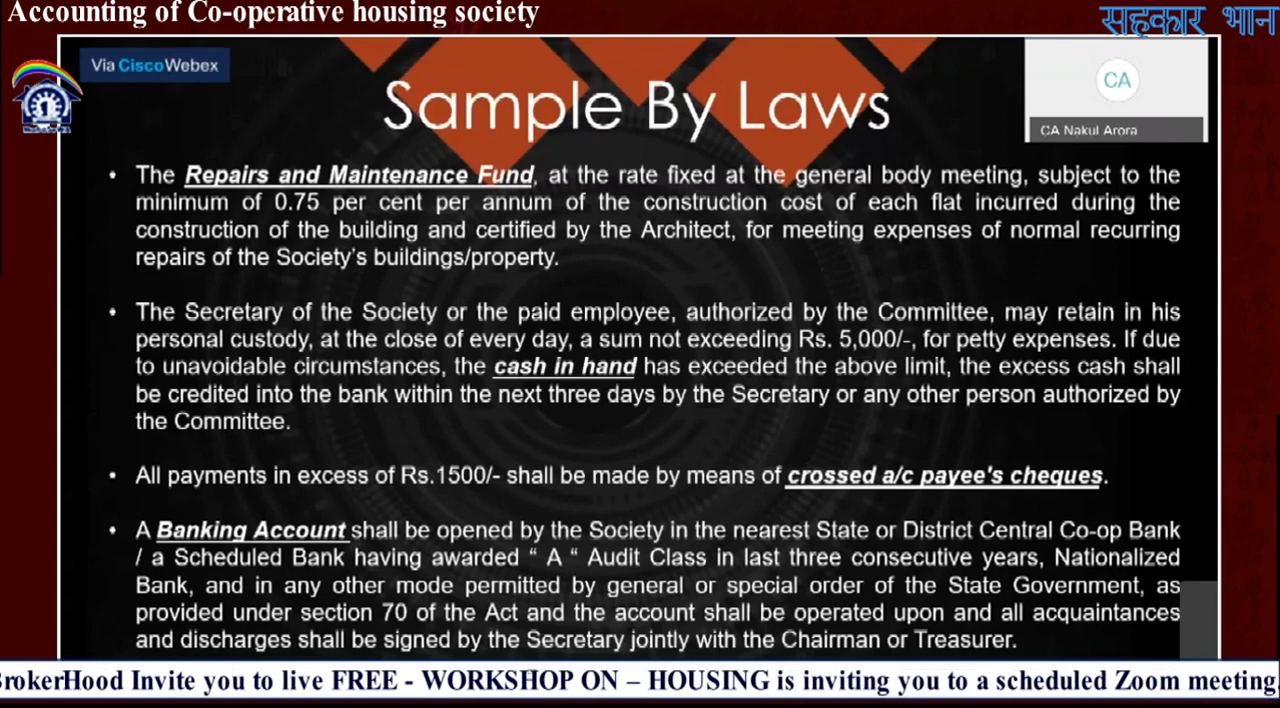 Accounting of Co-operative housing society
सहकार भान
Via Cisco Webex
CA
CA Nakul Arora
Sample By Laws
• The Repairs and Maintenance Fund, at the rate fixed at the general body meeting, subject to the
minimum of 0.75 per cent per annum of the construction cost of each flat incurred during the
construction of the building and certified by the Architect, for meeting expenses of normal recurring
repairs of the Society's buildings/property.
• The Secretary of the Society or the paid employee, authorized by the Committee, may retain in his
personal custody, at the close of every day, a sum not exceeding Rs. 5,000/-, for petty expenses. If due
to unavoidable circumstances, the cash in hand has exceeded the above limit, the excess cash shall
be credited into the bank within the next three days by the Secretary or any other person authorized by
the Committee.
• All payments in excess of Rs.1500/- shall be made by means of crossed a/c payee's cheques.
• A Banking Account shall be opened by the Society in the nearest State or District Central Co-op Bank
/ a Scheduled Bank having awarded “ A “ Audit Class in last three consecutive years, Nationalized
Bank, and in any other mode permitted by general or special order of the State Government, as
provided under section 70 of the Act and the account shall be operated upon and all acquaintances
and discharges shall be signed by the Secretary jointly with the Chairman or Treasurer.
rokerHood Invite you to live FREE - WORKSHOP ON – HOUSING is inviting you to a scheduled Zoom meeting